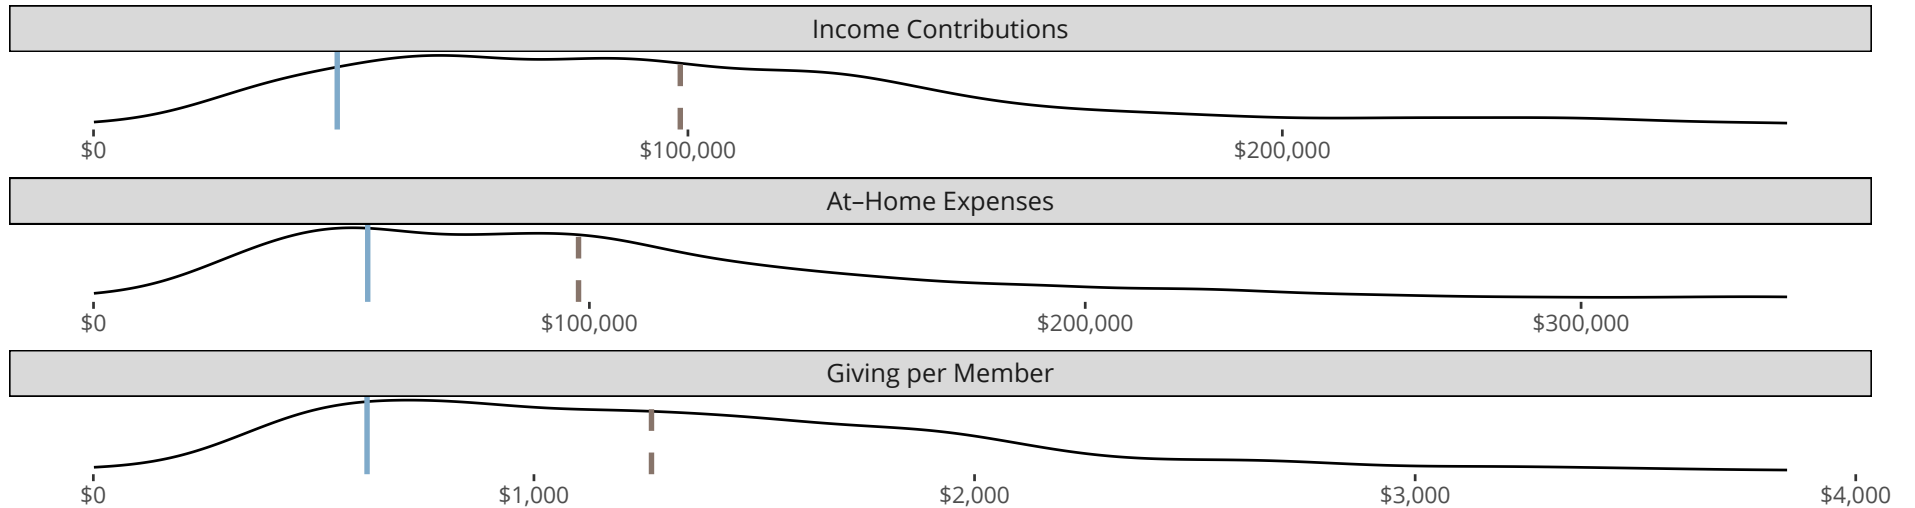 Income Contributions
$0 $100,000 $200,000
At–Home Expenses
$0 $100,000 $200,000 $300,000
Giving per Member
$0 $1,000 $2,000 $3,000 $4,000